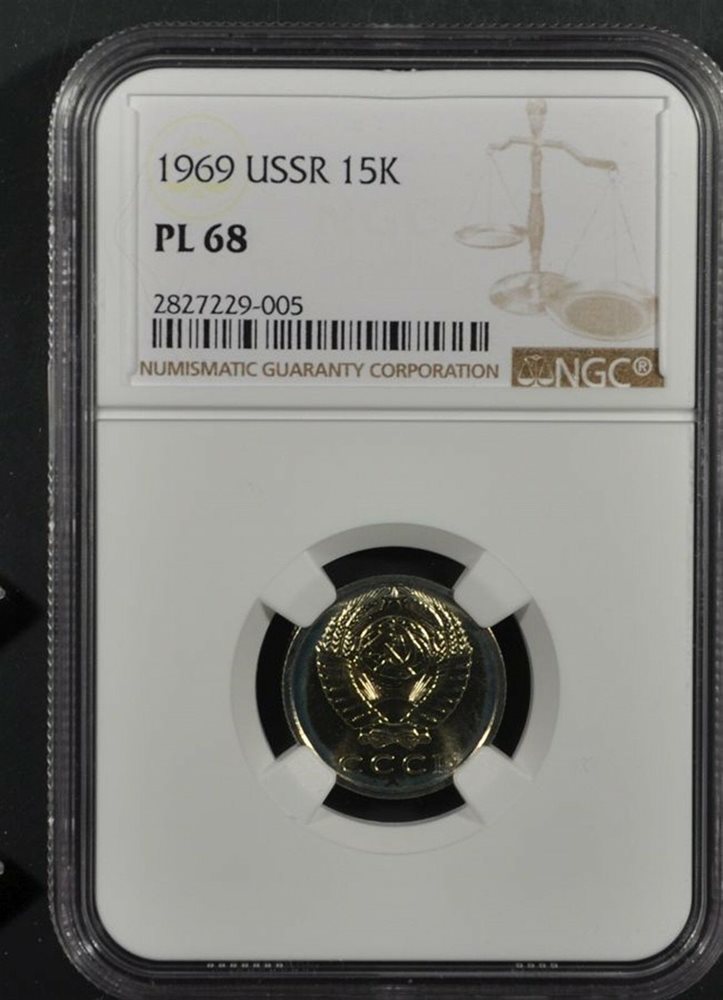 1969 USSR 15K
PL 68
2827229-005
NUMISMATIC GUARANTY CORPORATION
NGC®
СССР